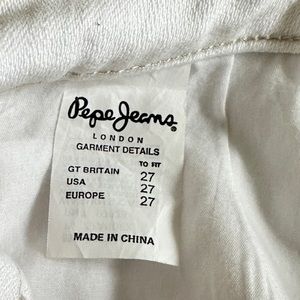 Pepe Jeans
LONDON
GARMENT DETAILS
TO FIT
GT BRITAIN 27
USA 27
EUROPE 27
MADE IN CHINA